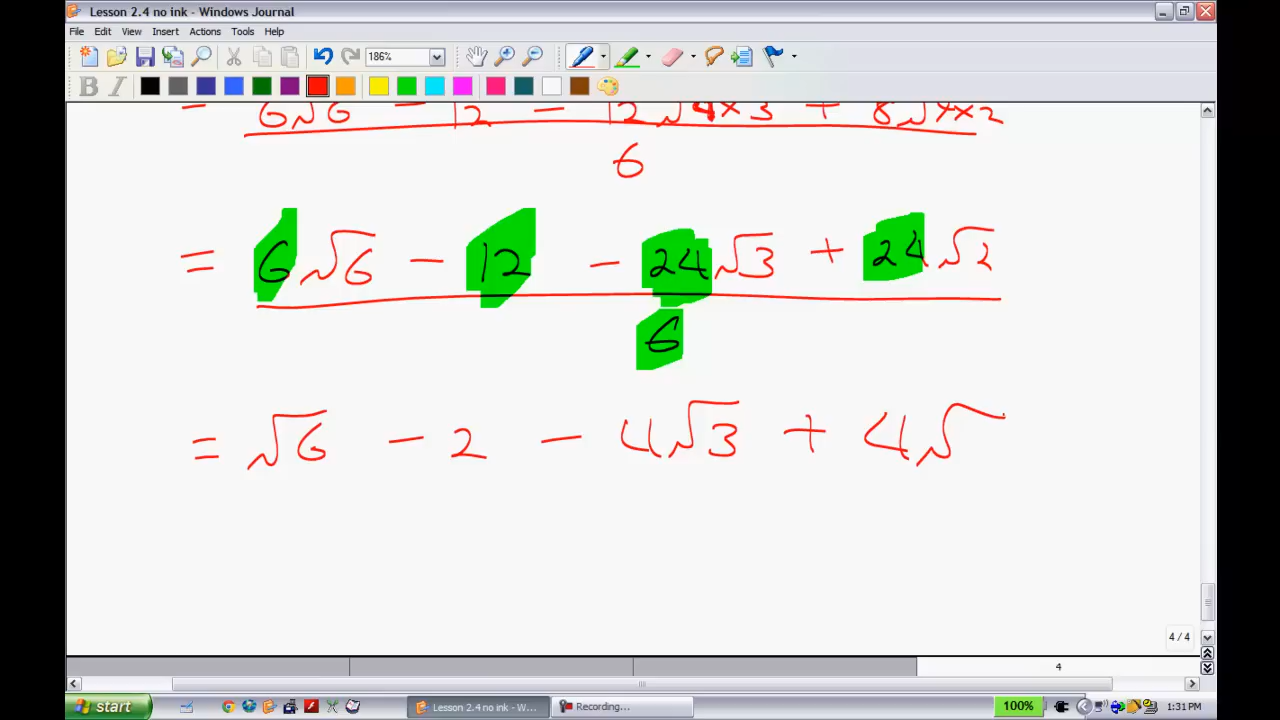 Lesson 2.4 no ink - Windows Journal
File Edit View Insert Actions Tools Help
186%
B I
= 6√6 - 12 - 12√4×3 + 8√4×2
6
= 6√6 - 12 - 24√3 + 24√2
6
= √6 - 2 - 4√3 + 4√
4/4
4
start Lesson 2.4 no ink - W... Recording... 100% 1:31 PM